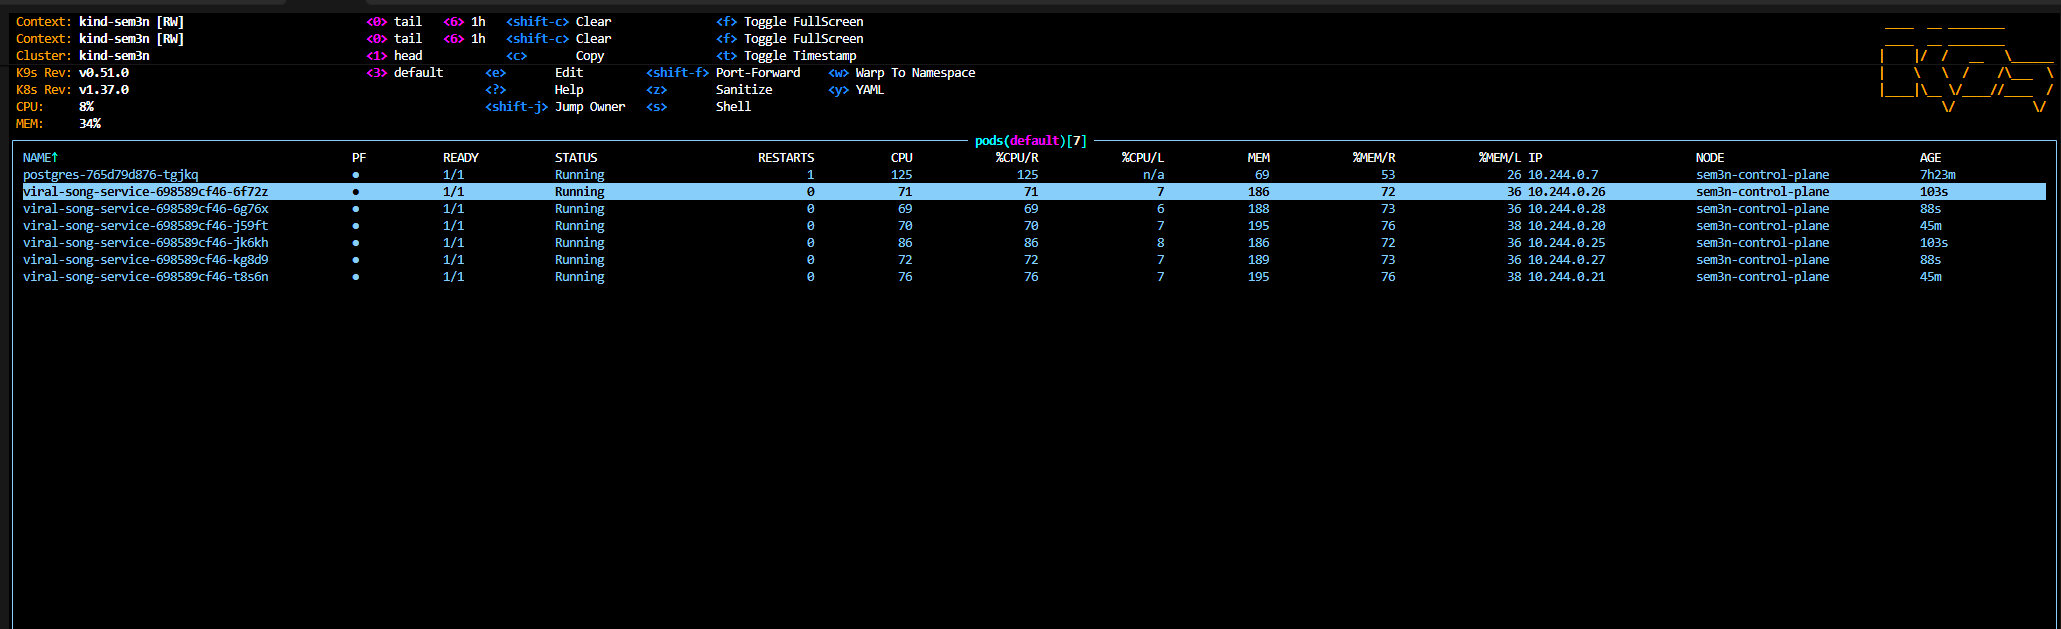 Context: kind-sem3n [RW] <0> tail <6> 1h <shift-c> Clear <f> Toggle FullScreen
Context: kind-sem3n [RW] <0> tail <6> 1h <shift-c> Clear <f> Toggle FullScreen
Cluster: kind-sem3n <1> head <c> Copy <t> Toggle Timestamp
K9s Rev: v0.51.0 <3> default <e> Edit <shift-f> Port-Forward <w> Warp To Namespace
K8s Rev: v1.37.0 <?> Help <z> Sanitize <y> YAML
CPU: 8% <shift-j> Jump Owner <s> Shell
MEM: 34%
pods(default)[7]
NAME↑ PF READY STATUS RESTARTS CPU %CPU/R %CPU/L MEM %MEM/R %MEM/L IP NODE AGE
postgres-765d79d876-tgjkq ● 1/1 Running 1 125 125 n/a 69 53 26 10.244.0.7 sem3n-control-plane 7h23m
viral-song-service-698589cf46-6f72z ● 1/1 Running 0 71 71 7 186 72 36 10.244.0.26 sem3n-control-plane 103s
viral-song-service-698589cf46-6g76x ● 1/1 Running 0 69 69 6 188 73 36 10.244.0.28 sem3n-control-plane 88s
viral-song-service-698589cf46-j59ft ● 1/1 Running 0 70 70 7 195 76 38 10.244.0.20 sem3n-control-plane 45m
viral-song-service-698589cf46-jk6kh ● 1/1 Running 0 86 86 8 186 72 36 10.244.0.25 sem3n-control-plane 103s
viral-song-service-698589cf46-kg8d9 ● 1/1 Running 0 72 72 7 189 73 36 10.244.0.27 sem3n-control-plane 88s
viral-song-service-698589cf46-t8s6n ● 1/1 Running 0 76 76 7 195 76 38 10.244.0.21 sem3n-control-plane 45m